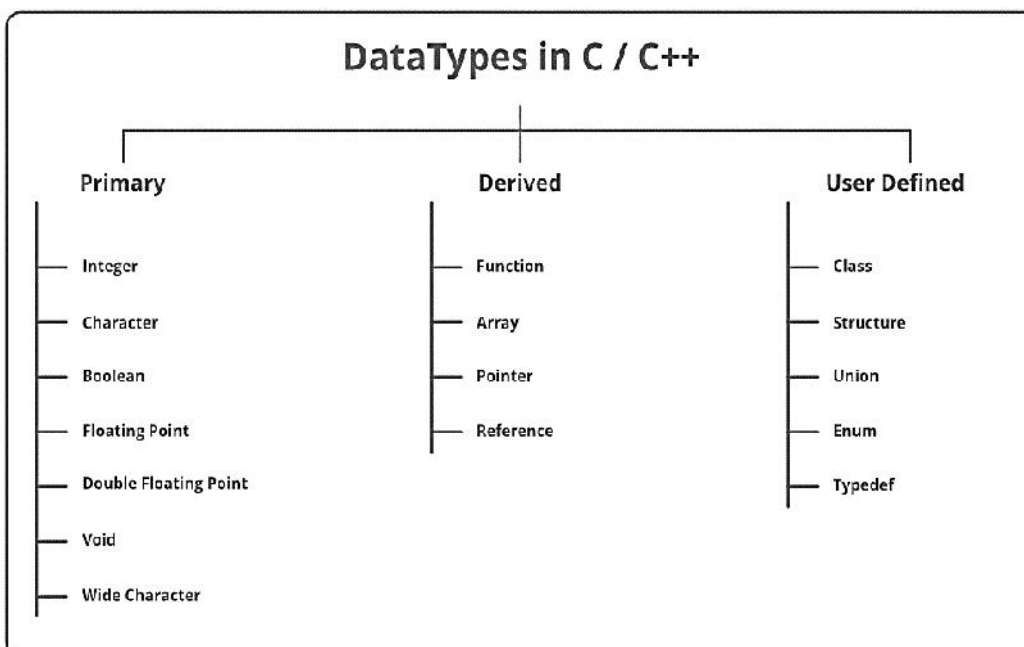 DataTypes in C / C++
Primary
Integer
Character
Boolean
Floating Point
Double Floating Point
Void
Wide Character
Derived
Function
Array
Pointer
Reference
User Defined
Class
Structure
Union
Enum
Typedef